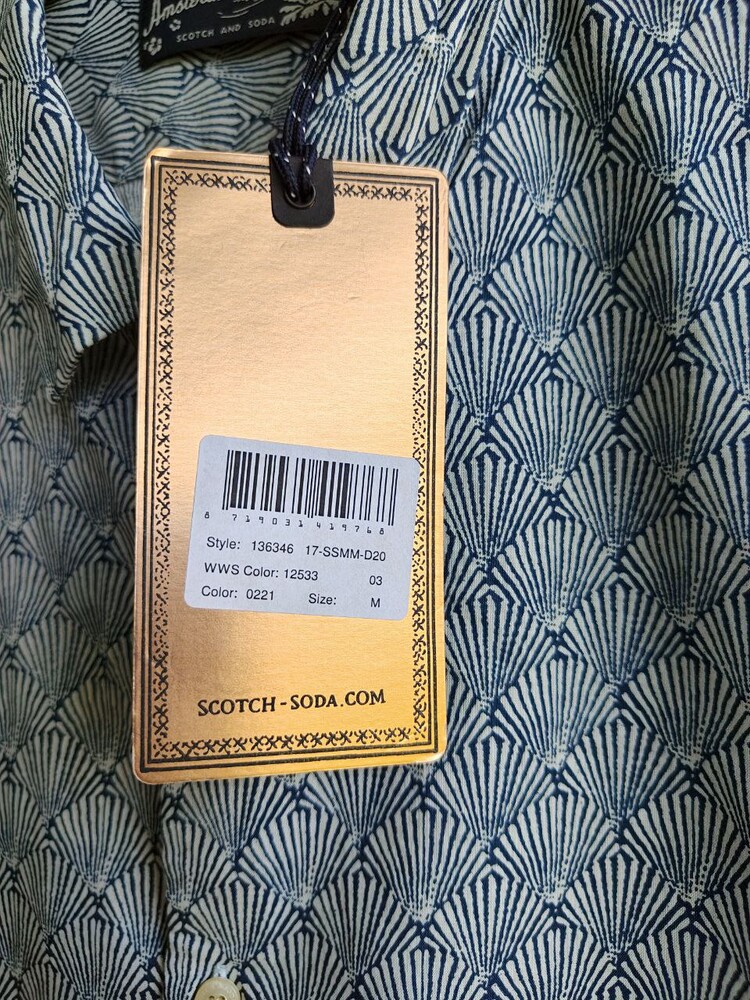 Amsterdam
SCOTCH AND SODA
8 719031 419768
Style: 136346 17-SSMM-D20
WWS Color: 12533 03
Color: 0221 Size: M
SCOTCH-SODA.COM